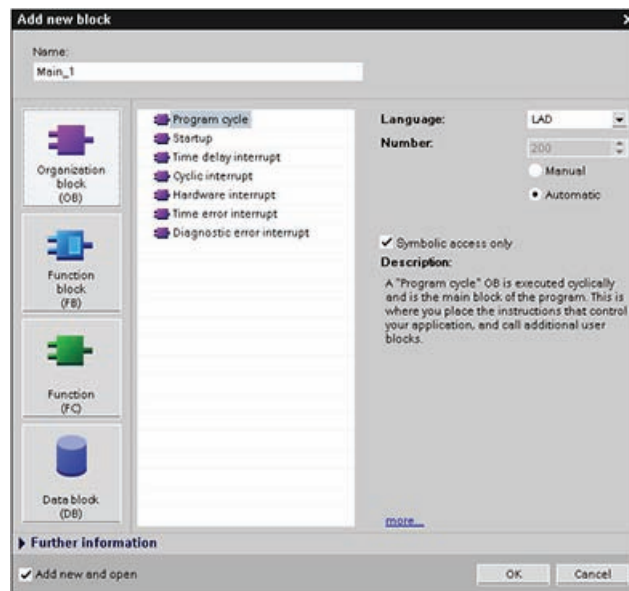 Add new block
Name:
Main_1
Organization
block
(OB)
Function
block
(FB)
Function
(FC)
Data block
(DB)
Program cycle
Startup
Time delay interrupt
Cyclic interrupt
Hardware interrupt
Time error interrupt
Diagnostic error interrupt
Language:
LAD
Number:
200
Manual
Automatic
Symbolic access only
Description:
A "Program cycle" OB is executed cyclically
and is the main block of the program. This is
where you place the instructions that control
your application, and call additional user
blocks.
more...
Further information
Add new and open
OK
Cancel